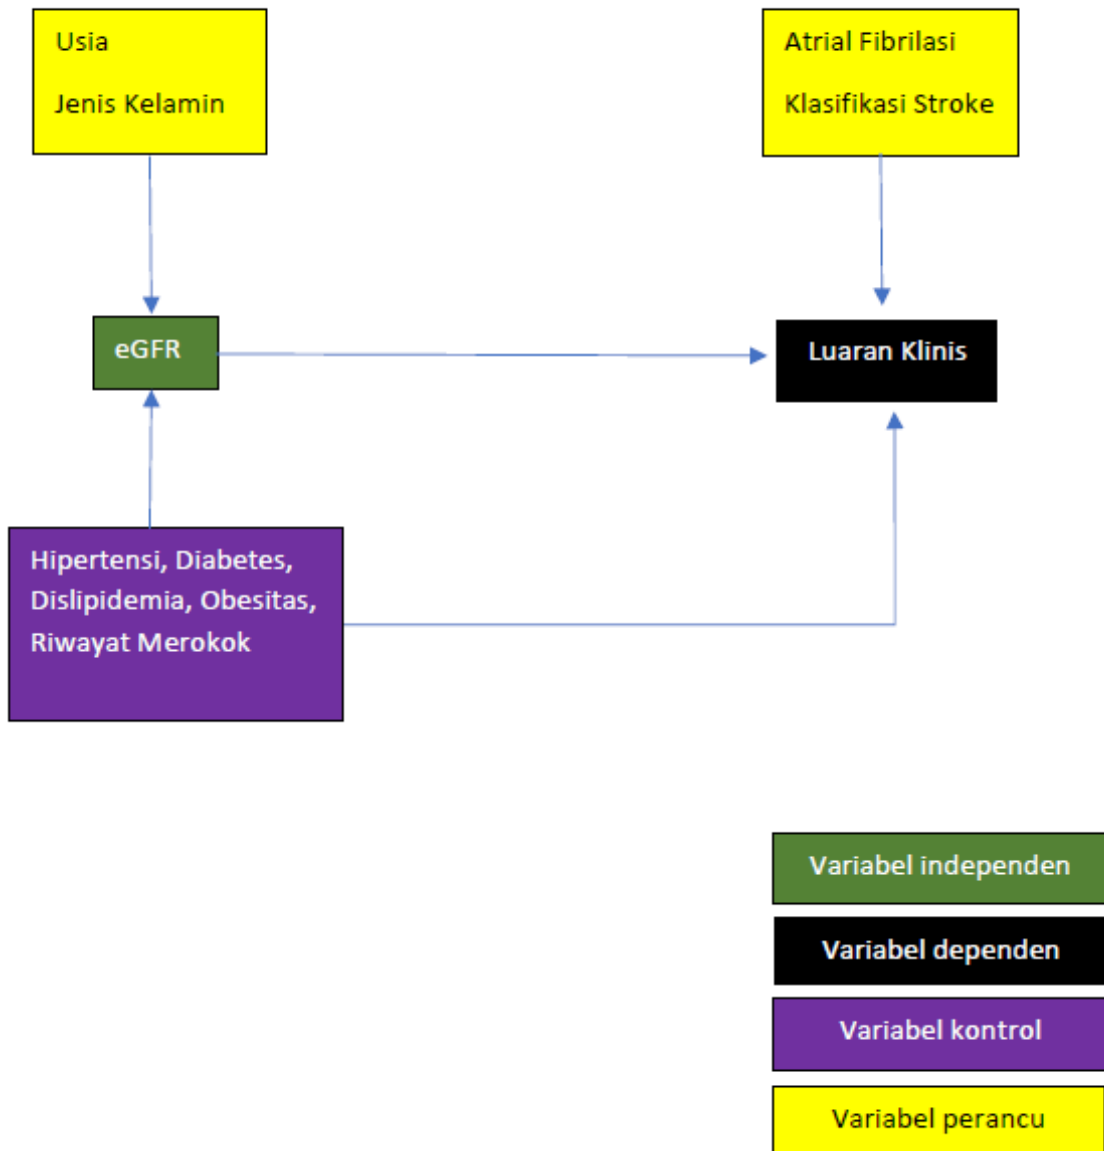 Usia
Jenis Kelamin
Atrial Fibrilasi
Klasifikasi Stroke
eGFR
Luaran Klinis
Hipertensi, Diabetes,
Dislipidemia, Obesitas,
Riwayat Merokok
Variabel independen
Variabel dependen
Variabel kontrol
Variabel perancu